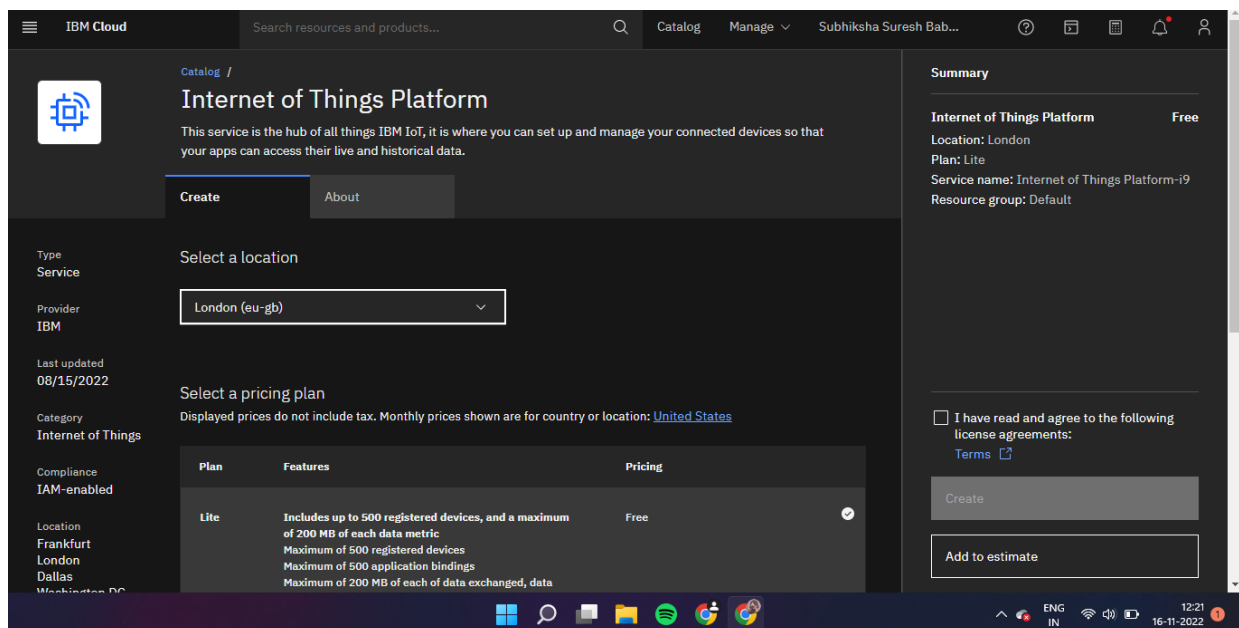 IBM Cloud
Search resources and products...
Catalog
Manage
Subhiksha Suresh Bab...
Catalog /
Internet of Things Platform
This service is the hub of all things IBM IoT, it is where you can set up and manage your connected devices so that
your apps can access their live and historical data.
Create
About
Type
Service
Provider
IBM
Last updated
08/15/2022
Category
Internet of Things
Compliance
IAM-enabled
Location
Frankfurt
London
Dallas
Washington DC
Select a location
London (eu-gb)
Select a pricing plan
Displayed prices do not include tax. Monthly prices shown are for country or location: United States
Plan Features Pricing
Lite Includes up to 500 registered devices, and a maximum Free
of 200 MB of each data metric
Maximum of 500 registered devices
Maximum of 500 application bindings
Maximum of 200 MB of each of data exchanged, data
Summary
Internet of Things Platform Free
Location: London
Plan: Lite
Service name: Internet of Things Platform-i9
Resource group: Default
I have read and agree to the following
license agreements:
Terms
Create
Add to estimate
ENG
IN
12:21
16-11-2022
1